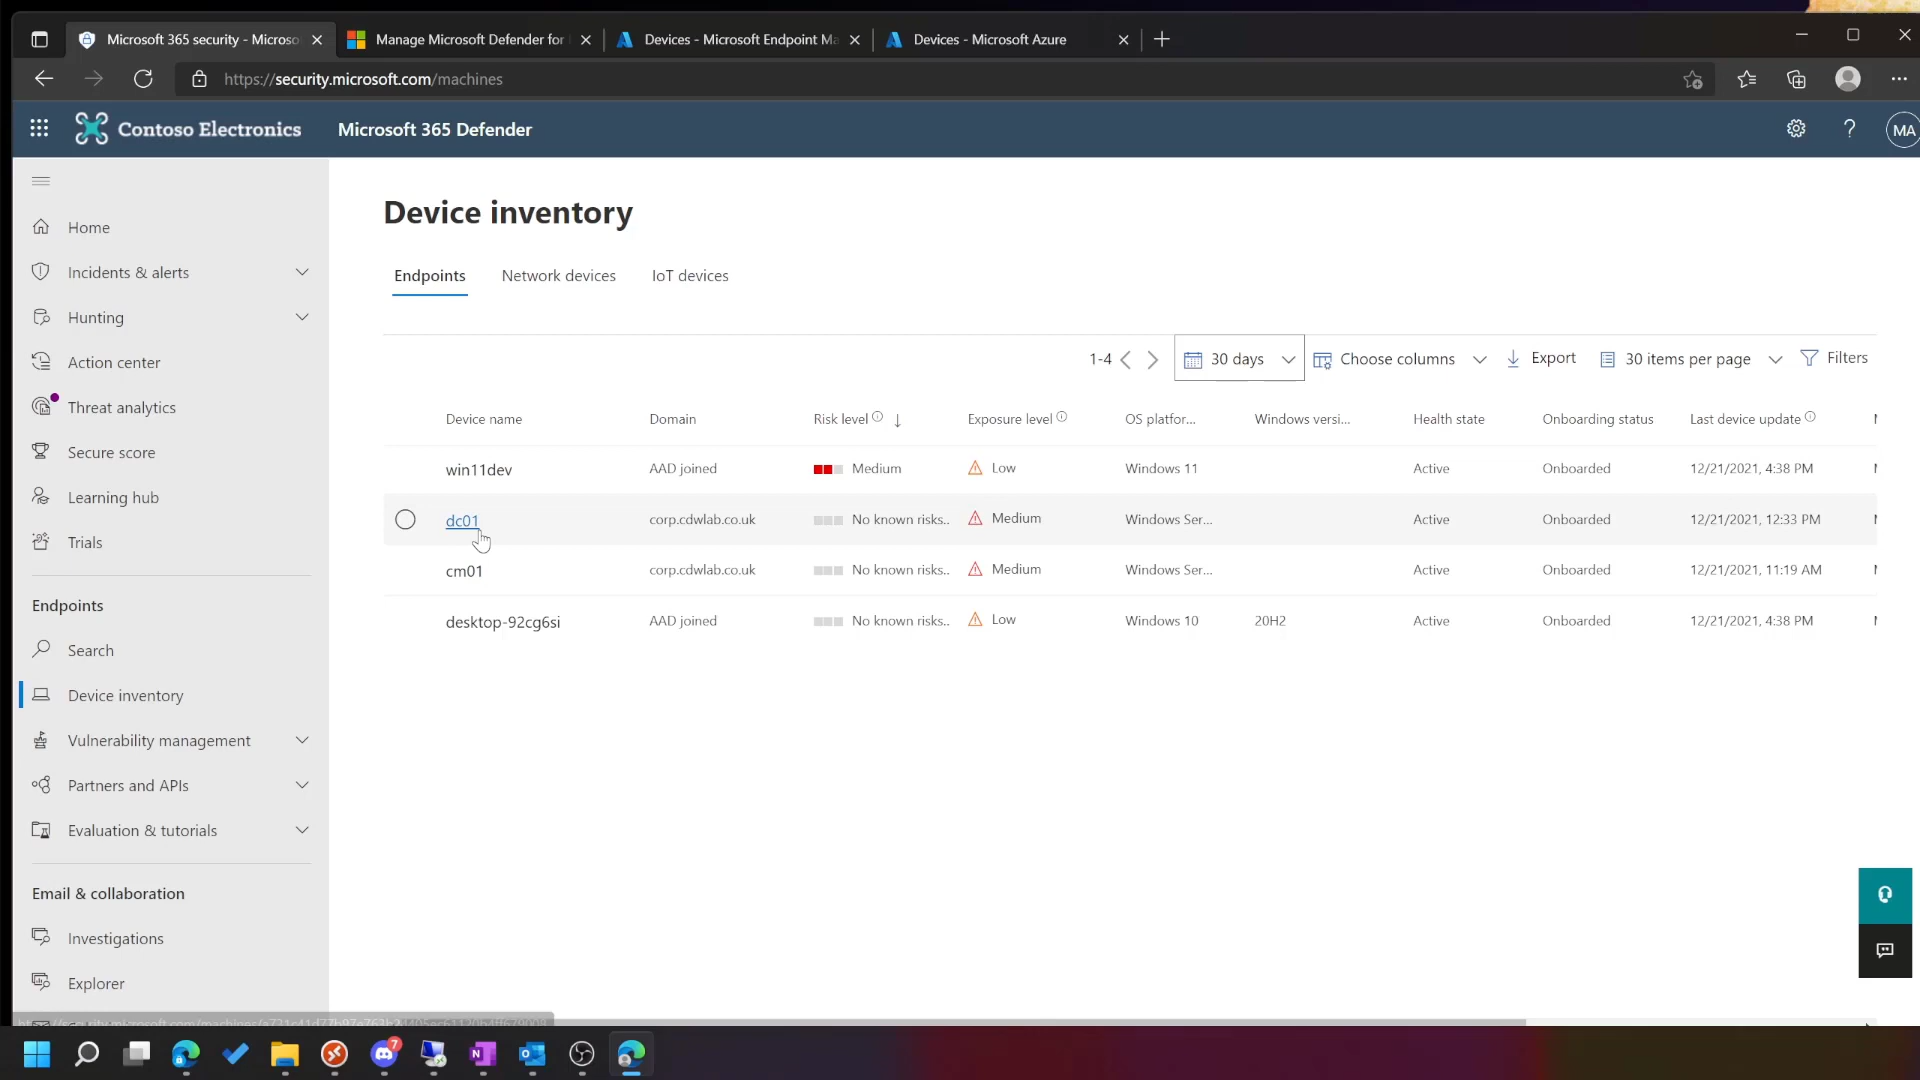 Microsoft 365 security - Microso
Manage Microsoft Defender for
Devices - Microsoft Endpoint Ma
Devices - Microsoft Azure
https://security.microsoft.com/machines
Contoso Electronics
Microsoft 365 Defender
?
MA
Home
Incidents & alerts
Hunting
Action center
Threat analytics
Secure score
Learning hub
Trials
Endpoints
Search
Device inventory
Vulnerability management
Partners and APIs
Evaluation & tutorials
Email & collaboration
Investigations
Explorer
Device inventory
Endpoints Network devices IoT devices
1-4 30 days Choose columns Export 30 items per page Filters
Device name Domain Risk level Exposure level OS platfor... Windows versi... Health state Onboarding status Last device update
win11dev AAD joined Medium Low Windows 11 Active Onboarded 12/21/2021, 4:38 PM
dc01 corp.cdwlab.co.uk No known risks.. Medium Windows Ser... Active Onboarded 12/21/2021, 12:33 PM
cm01 corp.cdwlab.co.uk No known risks.. Medium Windows Ser... Active Onboarded 12/21/2021, 11:19 AM
desktop-92cg6si AAD joined No known risks.. Low Windows 10 20H2 Active Onboarded 12/21/2021, 4:38 PM
7